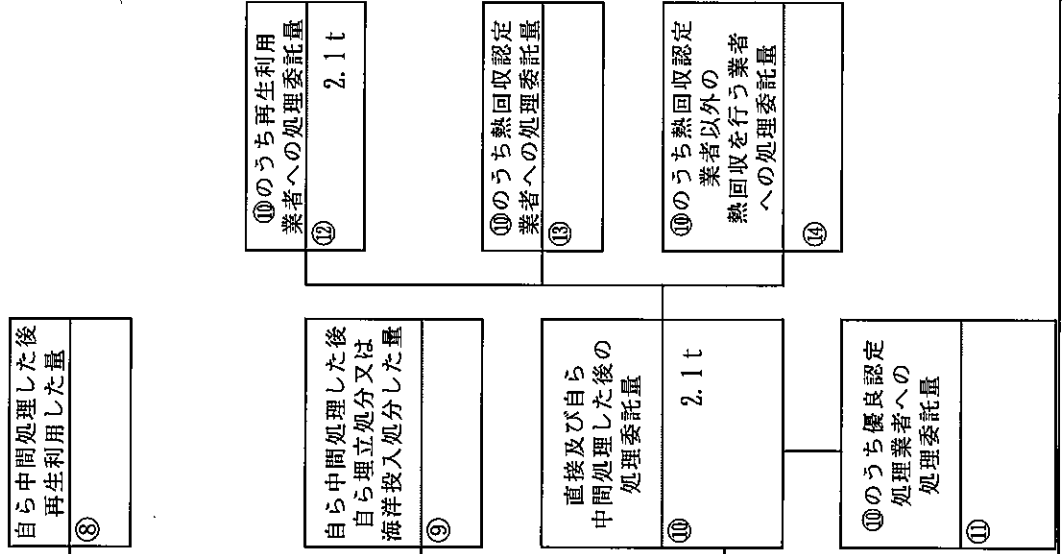 自ら中間処理した後
再生利用した量
⑧
自ら中間処理した後
自ら埋立処分又は
海洋投入処分した量
⑨
直接及び自ら
中間処理した後の
処理委託量
⑩
2.1t
⑩のうち優良認定
処理業者への
処理委託量
⑪
⑩のうち再生利用
業者への処理委託量
⑫
2.1t
⑩のうち熱回収認定
業者への処理委託量
⑬
⑩のうち熱回収認定
業者以外の
熱回収を行う業者
への処理委託量
⑭